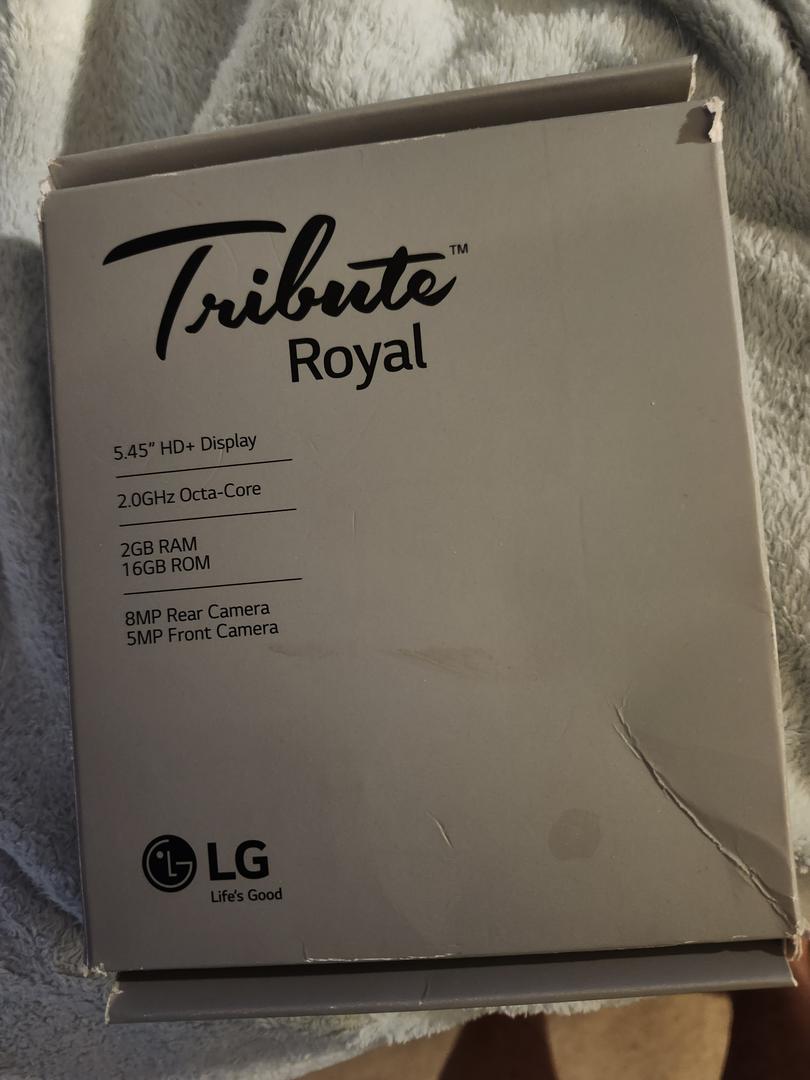 Tribute™
Royal
5.45” HD+ Display
2.0GHz Octa-Core
2GB RAM
16GB ROM
8MP Rear Camera
5MP Front Camera
LG
Life's Good